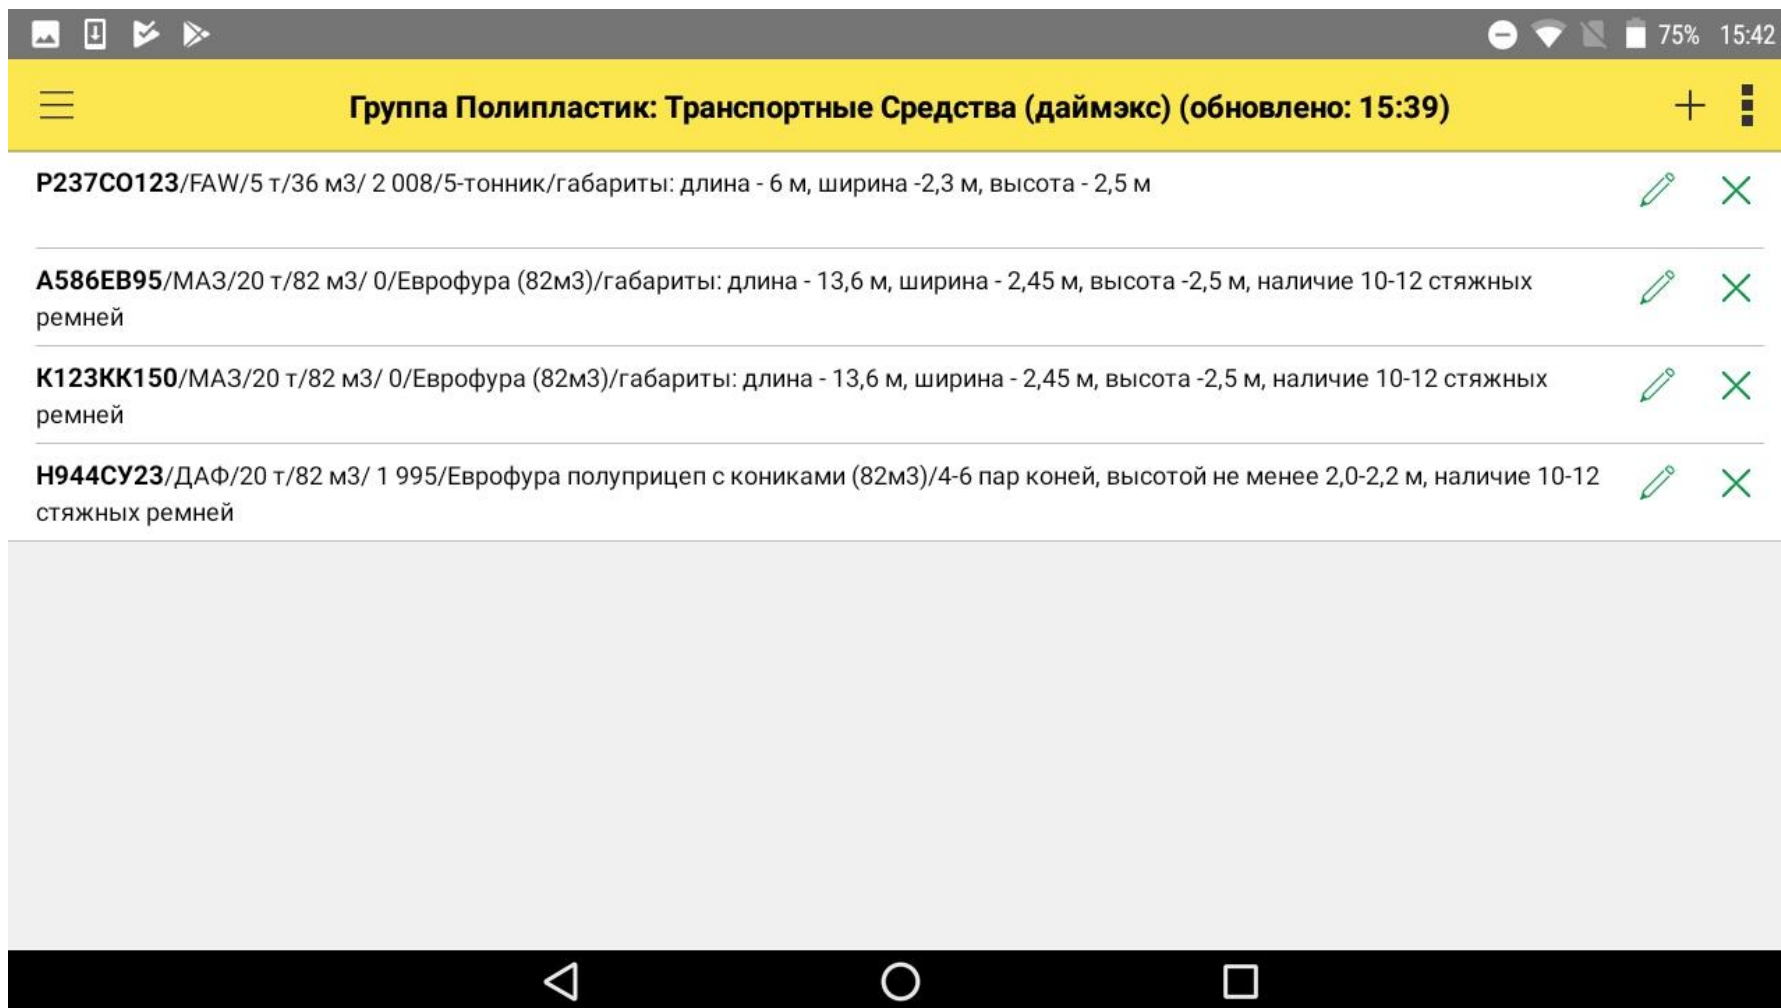 75% 15:42
Группа Полипластик: Транспортные Средства (даймэкс) (обновлено: 15:39)
Р237СО123/FAW/5 т/36 м3/ 2 008/5-тонник/габариты: длина - 6 м, ширина -2,3 м, высота - 2,5 м
А586ЕВ95/МАЗ/20 т/82 м3/ 0/Еврофура (82м3)/габариты: длина - 13,6 м, ширина - 2,45 м, высота -2,5 м, наличие 10-12 стяжных
ремней
К123КК150/МАЗ/20 т/82 м3/ 0/Еврофура (82м3)/габариты: длина - 13,6 м, ширина - 2,45 м, высота -2,5 м, наличие 10-12 стяжных
ремней
Н944СУ23/ДАФ/20 т/82 м3/ 1 995/Еврофура полуприцеп с кониками (82м3)/4-6 пар коней, высотой не менее 2,0-2,2 м, наличие 10-12
стяжных ремней